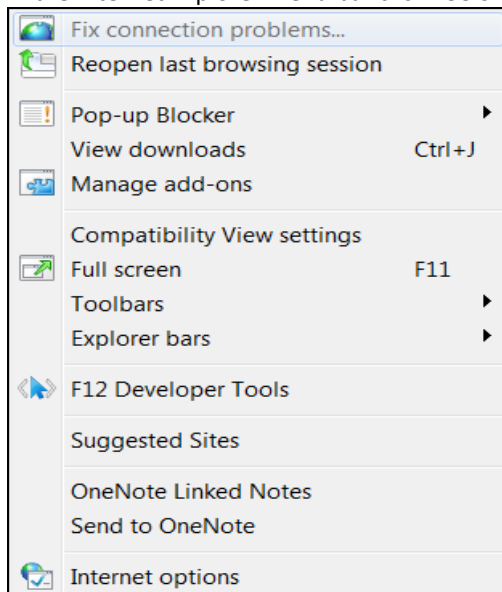 Fix connection problems...
Reopen last browsing session
Pop-up Blocker
View downloads Ctrl+J
Manage add-ons
Compatibility View settings
Full screen F11
Toolbars
Explorer bars
F12 Developer Tools
Suggested Sites
OneNote Linked Notes
Send to OneNote
Internet options